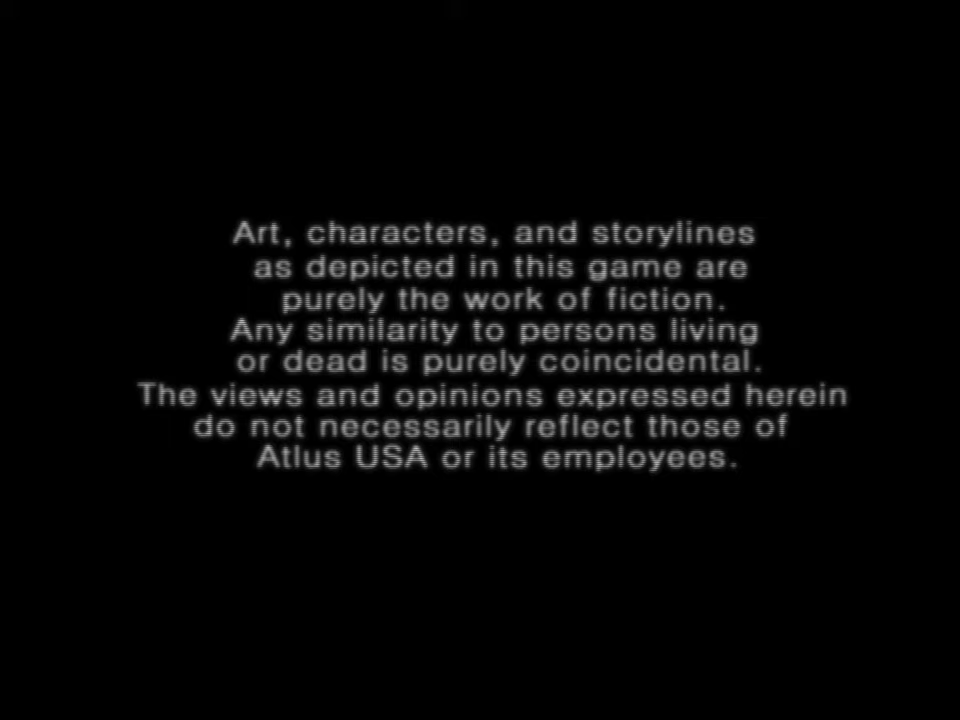 Art, characters, and storylines
as depicted in this game are
purely the work of fiction.
Any similarity to persons living
or dead is purely coincidental.
The views and opinions expressed herein
do not necessarily reflect those of
Atlus USA or its employees.